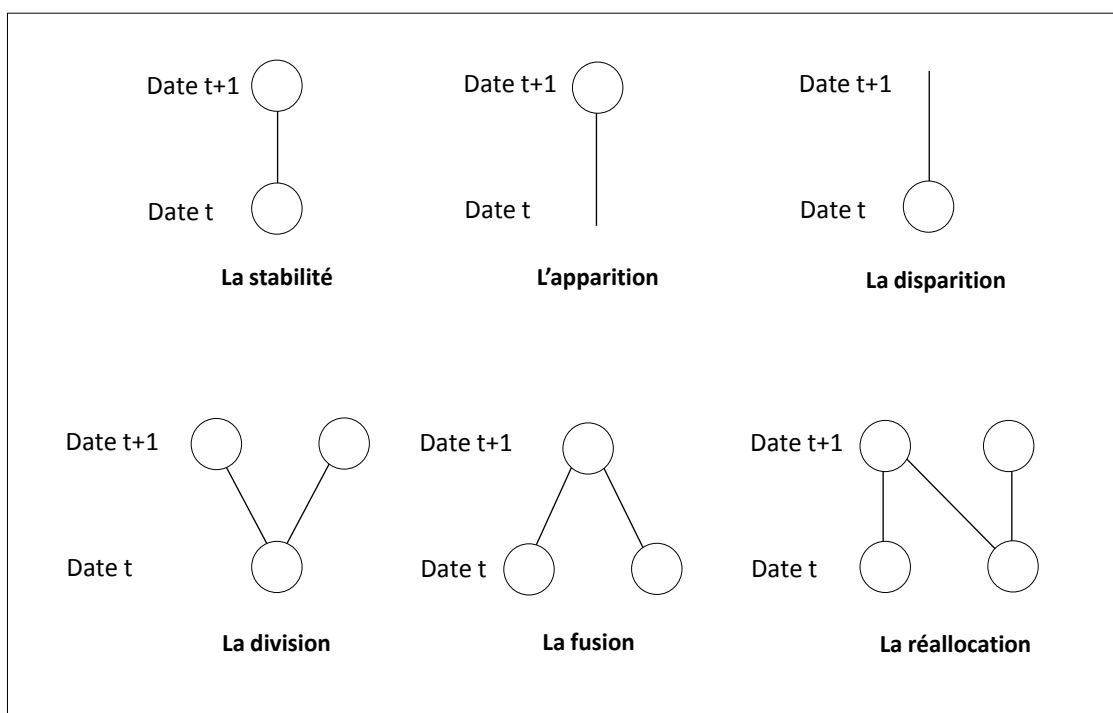 Date t+1
Date t
La stabilité
Date t+1
Date t
L’apparition
Date t+1
Date t
La disparition
Date t+1
Date t
La division
Date t+1
Date t
La fusion
Date t+1
Date t
La réallocation